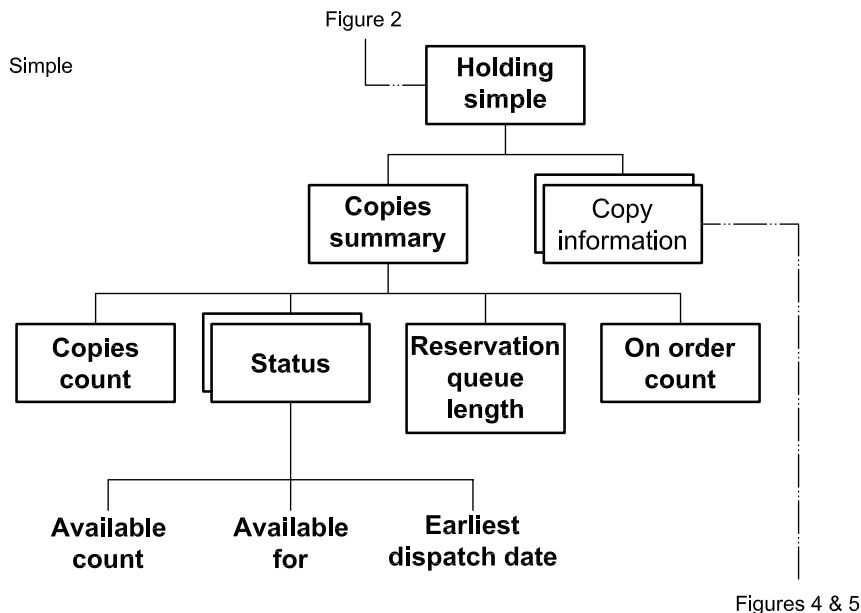 Figure 2
Simple
Holding
simple
Copies
summary
Copy
information
Copies
count
Status
Reservation
queue
length
On order
count
Available
count
Available
for
Earliest
dispatch date
Figures 4 & 5